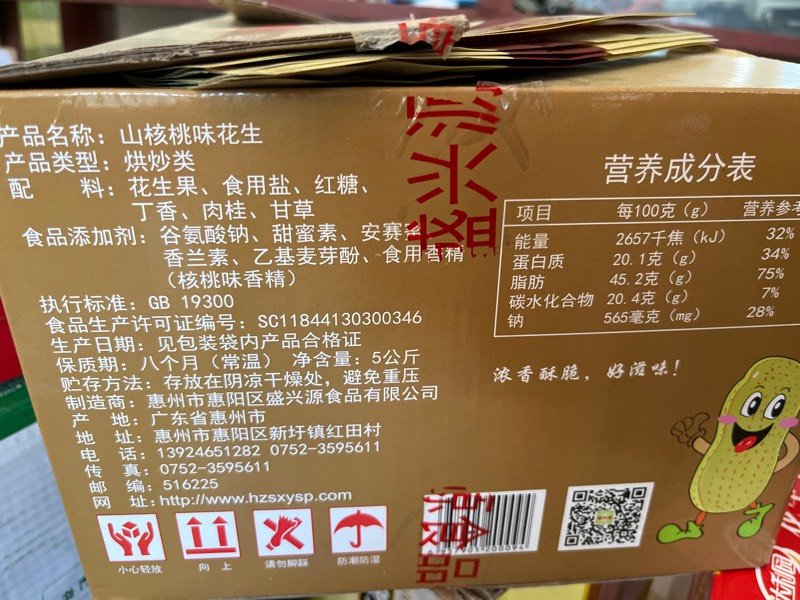 产品名称：山核桃味花生
产品类型：烘炒类
配 料：花生果、食用盐、红糖、
丁香、肉桂、甘草
食品添加剂：谷氨酸钠、甜蜜素、安赛蜜
香兰素、乙基麦芽酚、食用香精
（核桃味香精）
执行标准：GB 19300
食品生产许可证编号：SC11844130300346
生产日期：见包装袋内产品合格证
保质期：八个月（常温） 净含量：5公斤
贮存方法：存放在阴凉干燥处，避免重压
制造商：惠州市惠阳区盛兴源食品有限公司
产 地：广东省惠州市
地 址：惠州市惠阳区新圩镇红田村
电 话：13924651282 0752-3595611
传 真：0752-3595611
邮 编：516225
网 址：http://www.hzsxysp.com
小心轻放 向上 请勿脚踩 防潮防湿
营养成分表
项目 每100克（g） 营养参考
能量 2657千焦（kJ） 32%
蛋白质 20.1克（g） 34%
脂肪 45.2克（g） 75%
碳水化合物 20.4克（g） 7%
钠 565毫克（mg） 28%
浓香酥脆，好滋味！